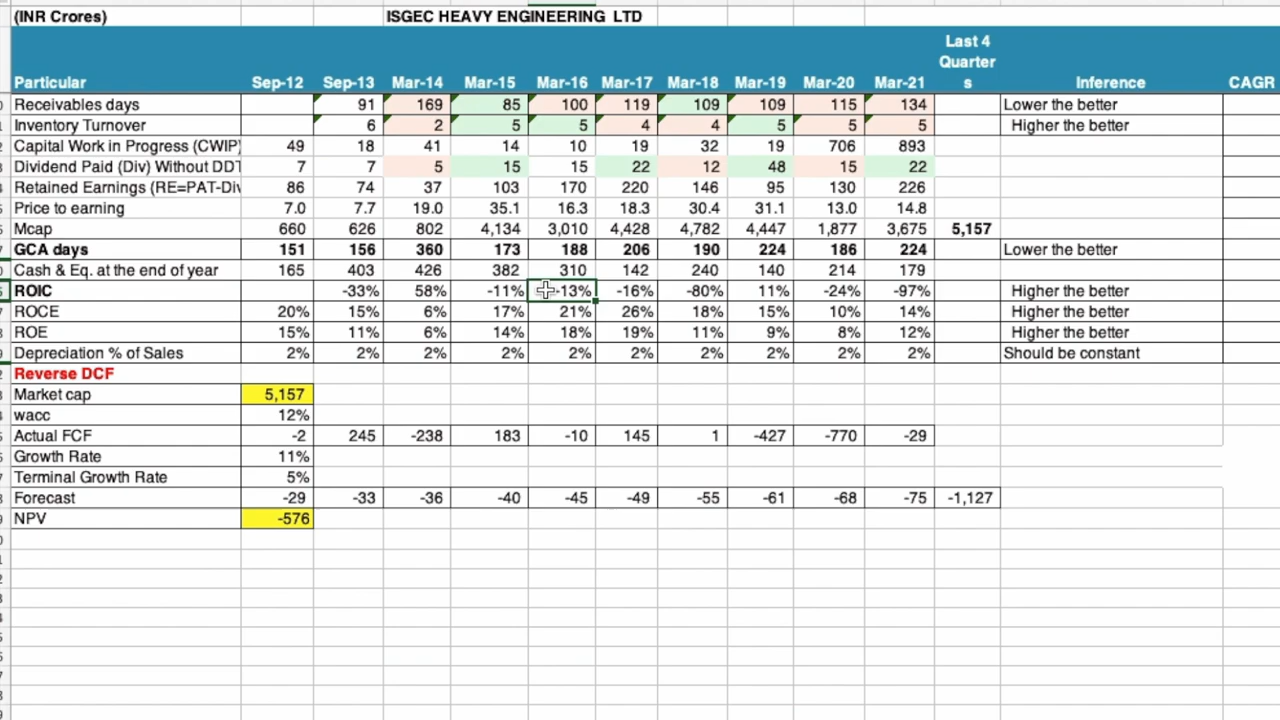 (INR Crores) ISGEC HEAVY ENGINEERING LTD
Particular Sep-12 Sep-13 Mar-14 Mar-15 Mar-16 Mar-17 Mar-18 Mar-19 Mar-20 Mar-21 Last 4 Quarter s Inference CAGR
Receivables days 91 169 85 100 119 109 109 115 134 Lower the better
Inventory Turnover 6 2 5 5 4 4 5 5 5 Higher the better
Capital Work in Progress (CWIP) 49 18 41 14 10 19 32 19 706 893
Dividend Paid (Div) Without DDT 7 7 5 15 15 22 12 48 15 22
Retained Earnings (RE=PAT-Div 86 74 37 103 170 220 146 95 130 226
Price to earning 7.0 7.7 19.0 35.1 16.3 18.3 30.4 31.1 13.0 14.8
Mcap 660 626 802 4,134 3,010 4,428 4,782 4,447 1,877 3,675 5,157
GCA days 151 156 360 173 188 206 190 224 186 224 Lower the better
Cash & Eq. at the end of year 165 403 426 382 310 142 240 140 214 179
ROIC -33% 58% -11% -13% -16% -80% 11% -24% -97% Higher the better
ROCE 20% 15% 6% 17% 21% 26% 18% 15% 10% 14% Higher the better
ROE 15% 11% 6% 14% 18% 19% 11% 9% 8% 12% Higher the better
Depreciation % of Sales 2% 2% 2% 2% 2% 2% 2% 2% 2% 2% Should be constant
Reverse DCF
Market cap 5,157
wacc 12%
Actual FCF -2 245 -238 183 -10 145 1 -427 -770 -29
Growth Rate 11%
Terminal Growth Rate 5%
Forecast -29 -33 -36 -40 -45 -49 -55 -61 -68 -75 -1,127
NPV -576